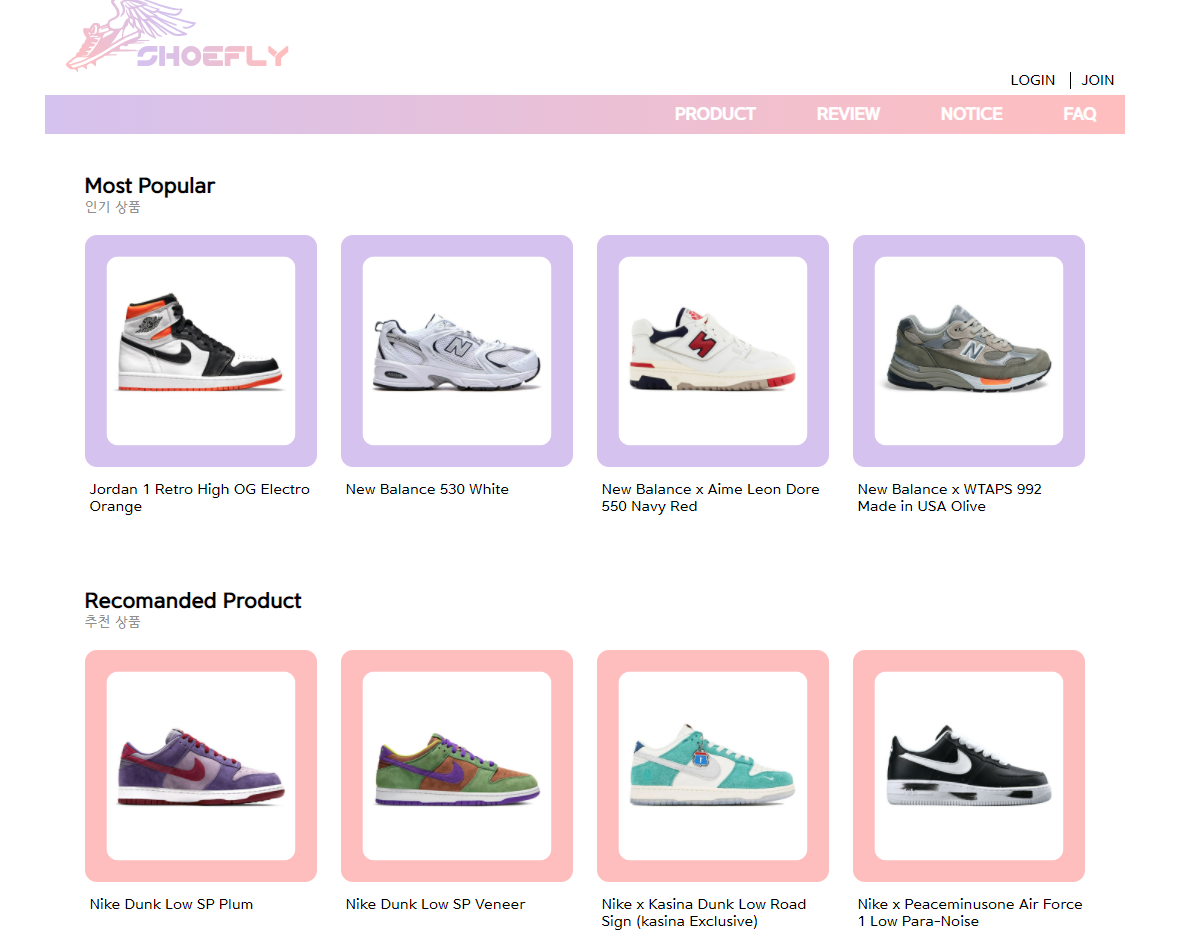 SHOEFLY
LOGIN | JOIN
PRODUCT REVIEW NOTICE FAQ
Most Popular
인기 상품
Jordan 1 Retro High OG Electro
Orange
New Balance 530 White
New Balance x Aime Leon Dore
550 Navy Red
New Balance x WTAPS 992
Made in USA Olive
Recomanded Product
추천 상품
Nike Dunk Low SP Plum
Nike Dunk Low SP Veneer
Nike x Kasina Dunk Low Road
Sign (kasina Exclusive)
Nike x Peaceminusone Air Force
1 Low Para-Noise